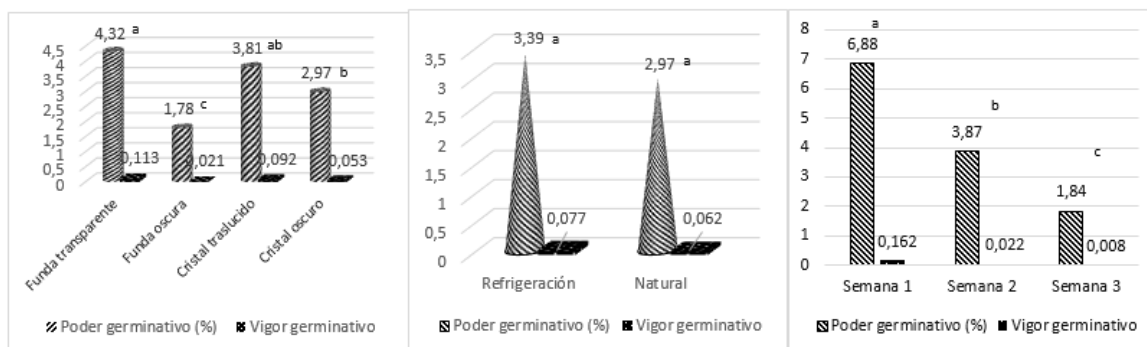 4,32 a
3,81 ab
2,97 b
1,78 c
0,113
0,021
0,092
0,053
4,5
4
3,5
3
2,5
2
1,5
1
0,5
0
Funda transparente
Funda oscura
Cristal traslucido
Cristal oscuro
Poder germinativo (%) Vigor germinativo
3,39 a
2,97 a
0,077
0,062
3,5
3
2,5
2
1,5
1
0,5
0
Refrigeración Natural
Poder germinativo (%) Vigor germinativo
a
6,88
b
3,87
c
1,84
0,162
0,022
0,008
8
7
6
5
4
3
2
1
0
Semana 1 Semana 2 Semana 3
Poder germinativo (%) Vigor germinativo